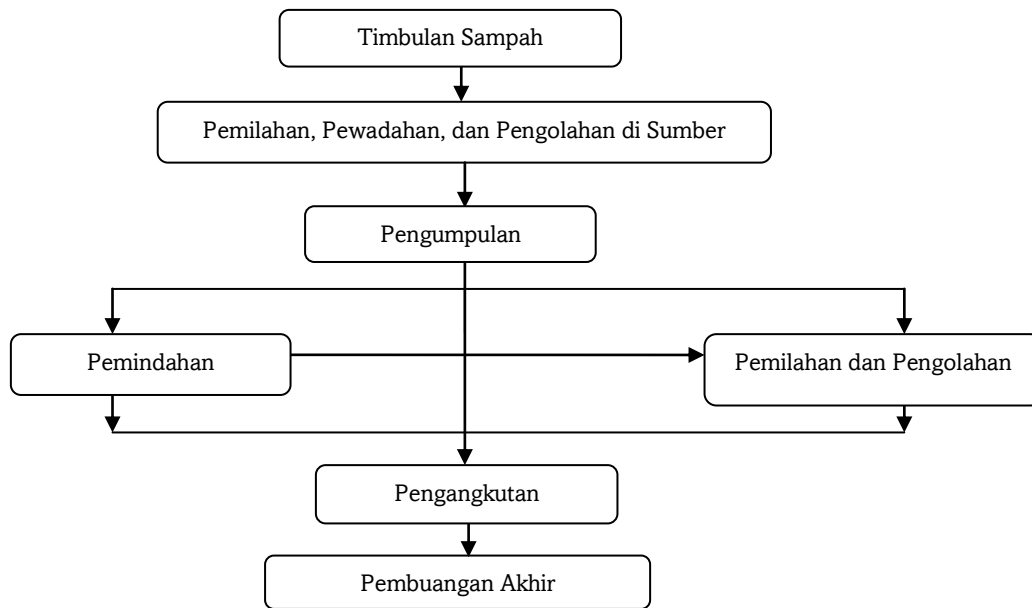 Timbulan Sampah
Pemilahan, Pewadahan, dan Pengolahan di Sumber
Pengumpulan
Pemindahan
Pemilahan dan Pengolahan
Pengangkutan
Pembuangan Akhir